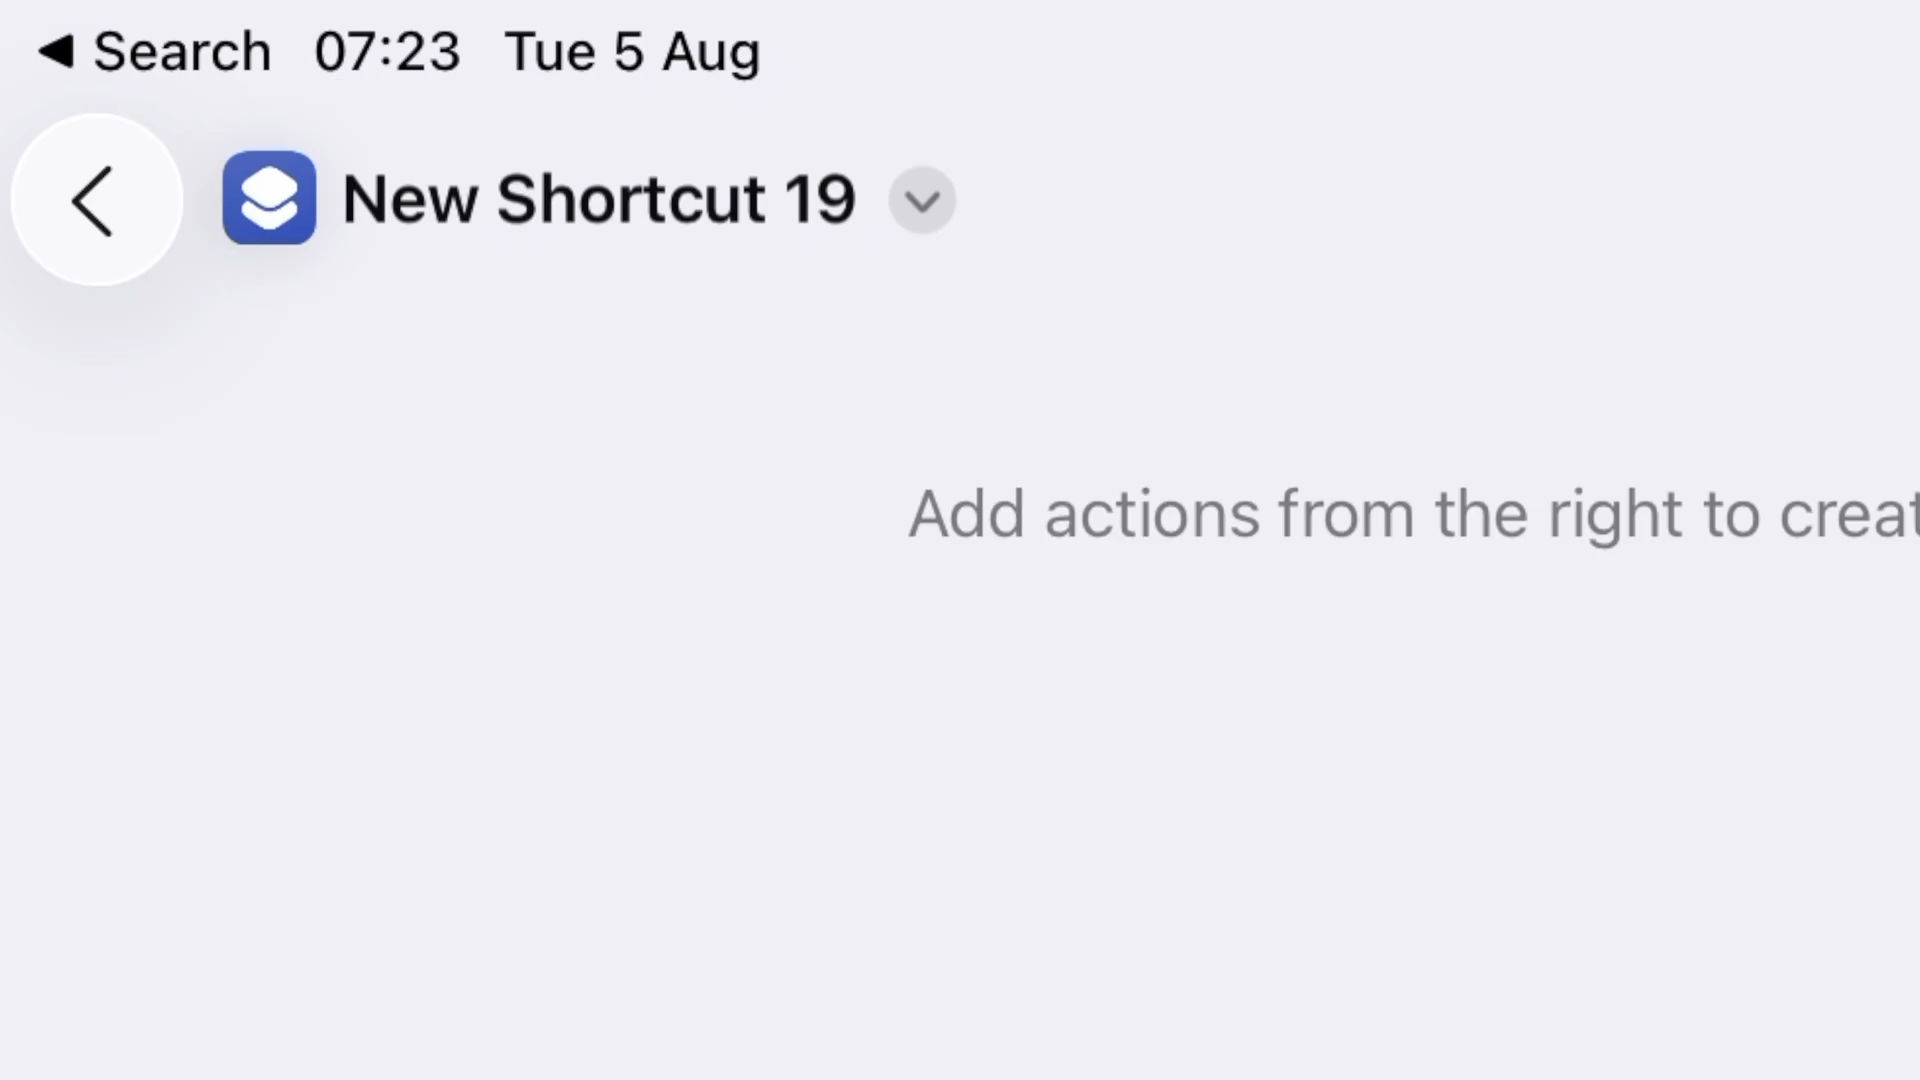 ◀ Search 07:23 Tue 5 Aug
New Shortcut 19
Add actions from the right to creat